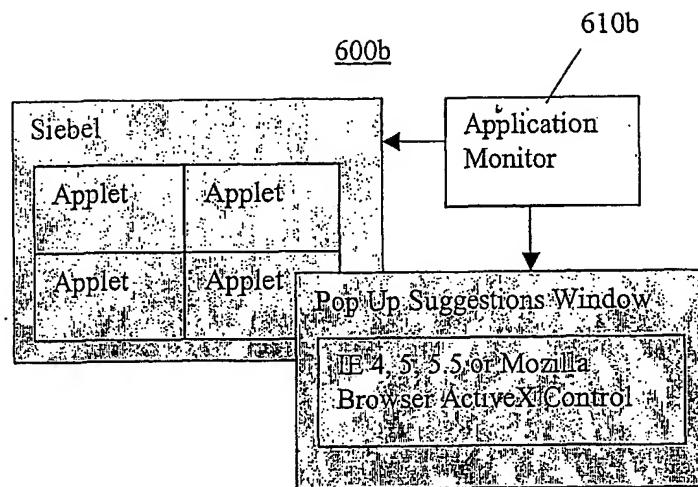 600b
610b
Siebel
Application
Monitor
Applet
Applet
Applet
Applet
Pop Up Suggestions Window
IE 4, 5, 5.5 or Mozilla
Browser ActiveX Control